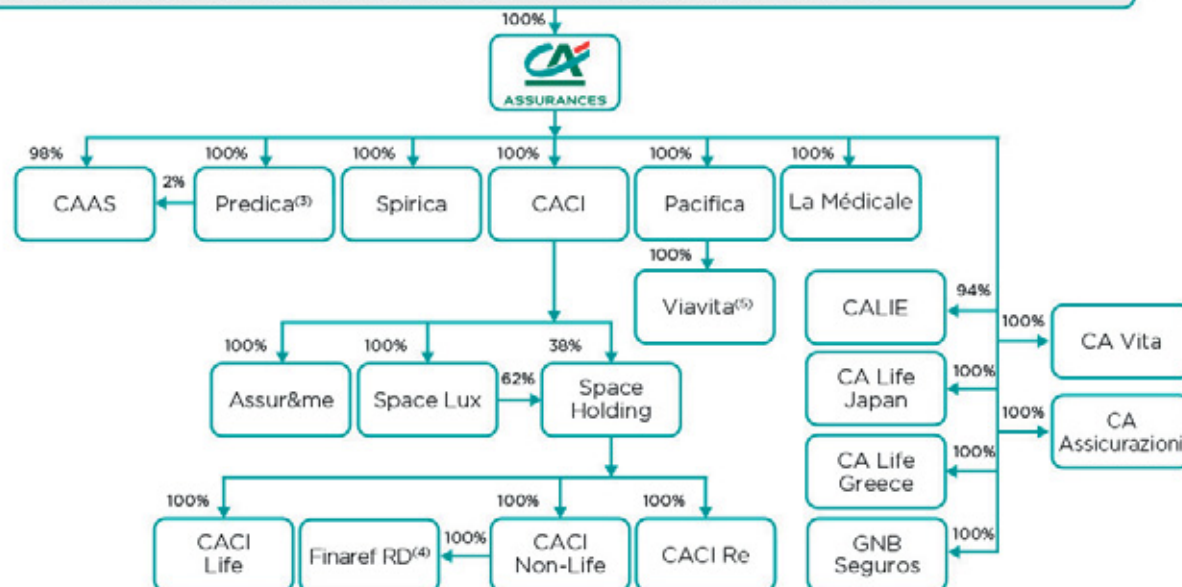 100%
CA
ASSURANCES
98%
100%
100%
100%
100%
100%
CAAS
2%
Predica(3)
Spirica
CACI
Pacifica
La Médicale
100%
Viavita(5)
CALIE
94%
100%
CA Vita
100%
100%
38%
Assur&me
Space Lux
62%
Space
Holding
CA Life
Japan
100%
100%
CA
Assicurazioni
CA Life
Greece
100%
100%
100%
100%
CACI
Life
Finaref RD(4)
100%
CACI
Non-Life
CACI Re
GNB
Seguros
100%